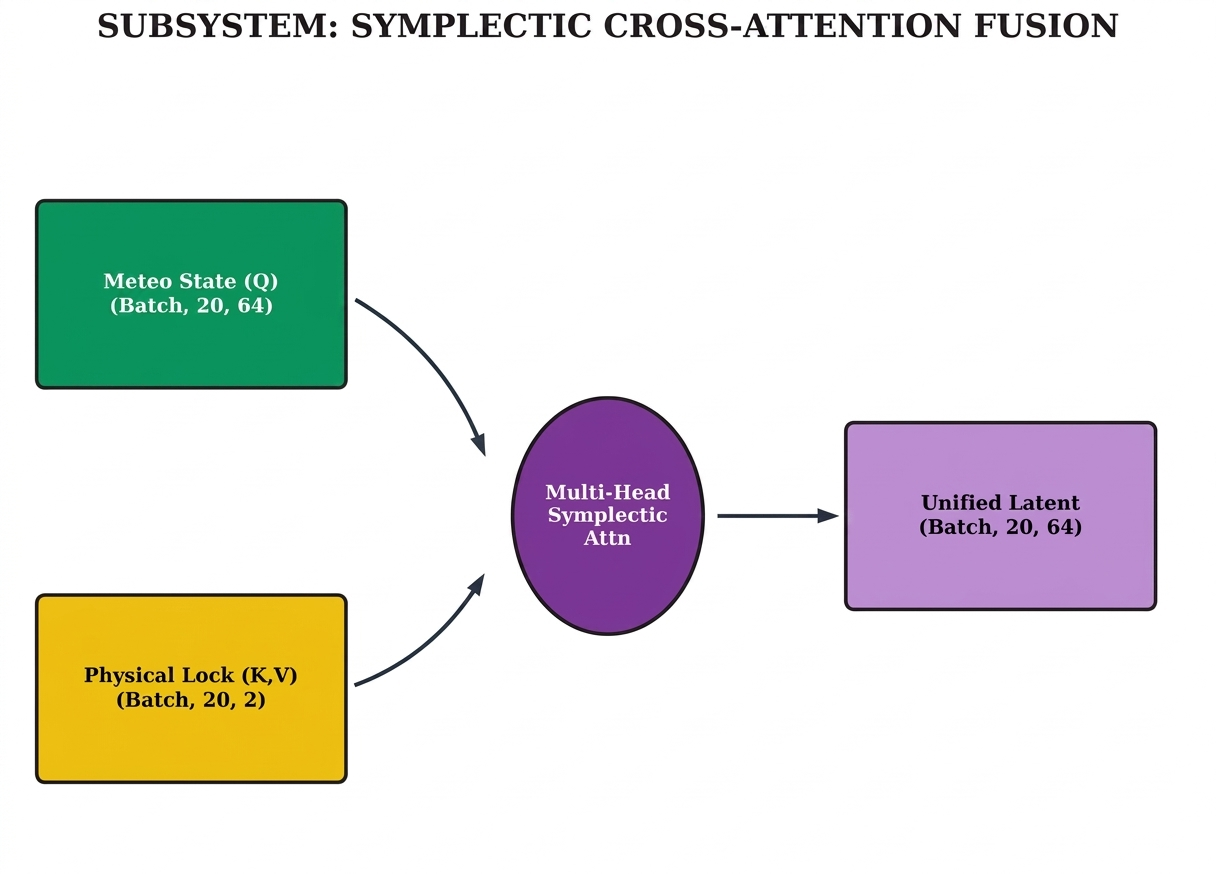 SUBSYSTEM: SYMPLECTIC CROSS-ATTENTION FUSION
Meteo State (Q)
(Batch, 20, 64)
Multi-Head
Symplectic
Attn
Unified Latent
(Batch, 20, 64)
Physical Lock (K,V)
(Batch, 20, 2)